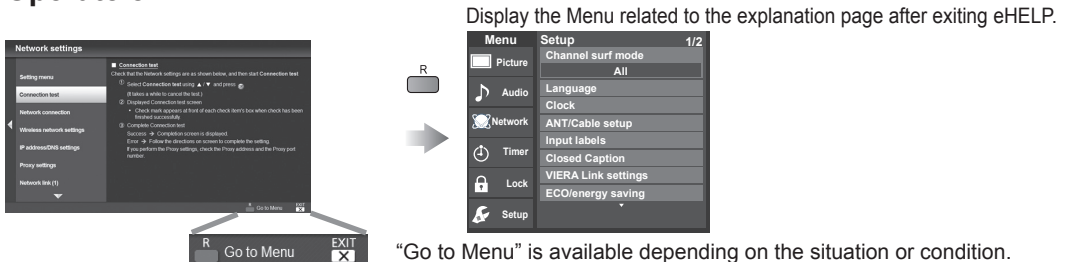 Display the Menu related to the explanation page after exiting eHELP.
Network settings
Setting menu
Connection test
Network connection
Wireless network settings
IP address/DNS settings
Proxy settings
Network link (1)
■ Connection test
Check that the Network settings are as shown below, and then start Connection test
① Select Connection test using ▲ / ▼ and press
(It takes a while to cancel the test.)
② Displayed Connection test screen
• Check mark appears at front of each check item's box when check has been
finished successfully.
③ Complete Connection test
Success → Completion screen is displayed.
Error → Follow the directions on screen to complete the setting.
If you perform the Proxy settings, check the Proxy address and the Proxy port
number.
R Go to Menu EXIT
R
Menu
Picture
Audio
Network
Timer
Lock
Setup
Setup 1/2
Channel surf mode
All
Language
Clock
ANT/Cable setup
Input labels
Closed Caption
VIERA Link settings
ECO/energy saving
R Go to Menu EXIT
“Go to Menu” is available depending on the situation or condition.